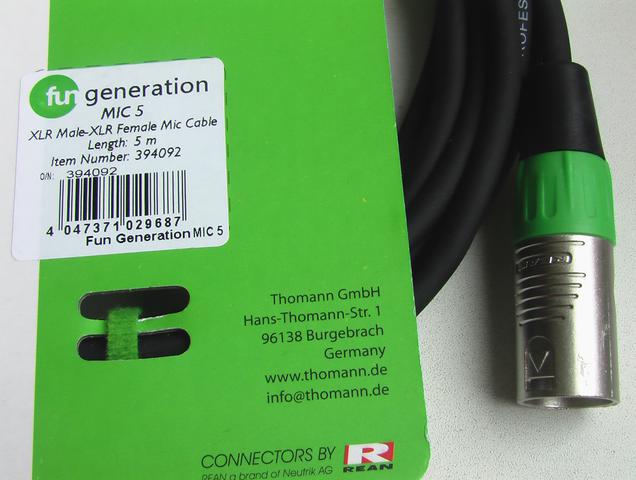 fun generation
MIC 5
XLR Male-XLR Female Mic Cable
Length: 5 m
Item Number: 394092
O/N: 394092
4 047371 029687
Fun Generation MIC 5
Thomann GmbH
Hans-Thomann-Str. 1
96138 Burgebrach
Germany
www.thomann.de
info@thomann.de
CONNECTORS BY R REAN
REAN a brand of Neutrik AG
REAN